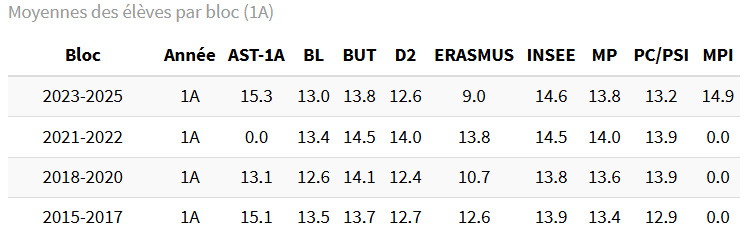 Moyennes des élèves par bloc (1A)
Bloc Année AST-1A BL BUT D2 ERASMUS INSEE MP PC/PSI MPI
2023-2025 1A 15.3 13.0 13.8 12.6 9.0 14.6 13.8 13.2 14.9
2021-2022 1A 0.0 13.4 14.5 14.0 13.8 14.5 14.0 13.9 0.0
2018-2020 1A 13.1 12.6 14.1 12.4 10.7 13.8 13.6 13.9 0.0
2015-2017 1A 15.1 13.5 13.7 12.7 12.6 13.9 13.4 12.9 0.0